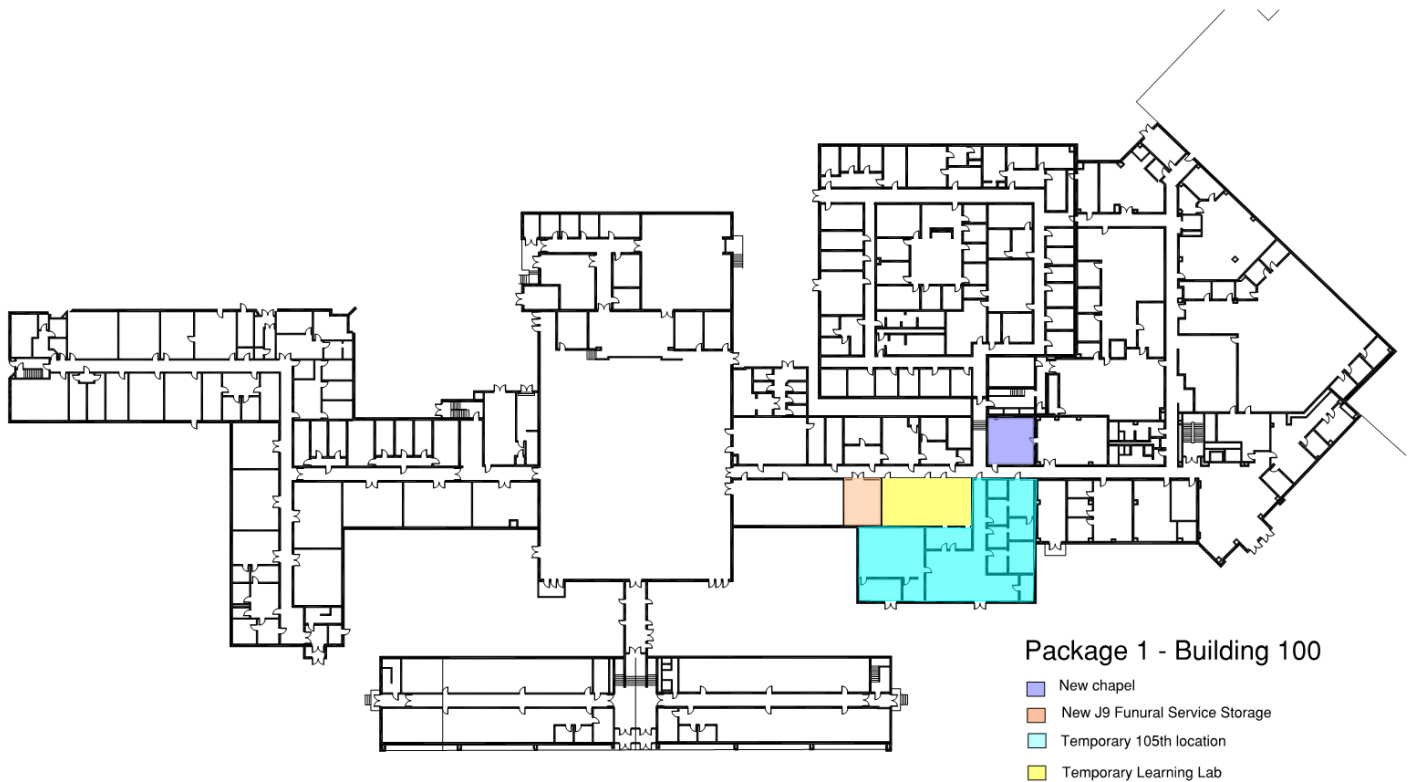 Package 1 - Building 100
New chapel
New J9 Funural Service Storage
Temporary 105th location
Temporary Learning Lab